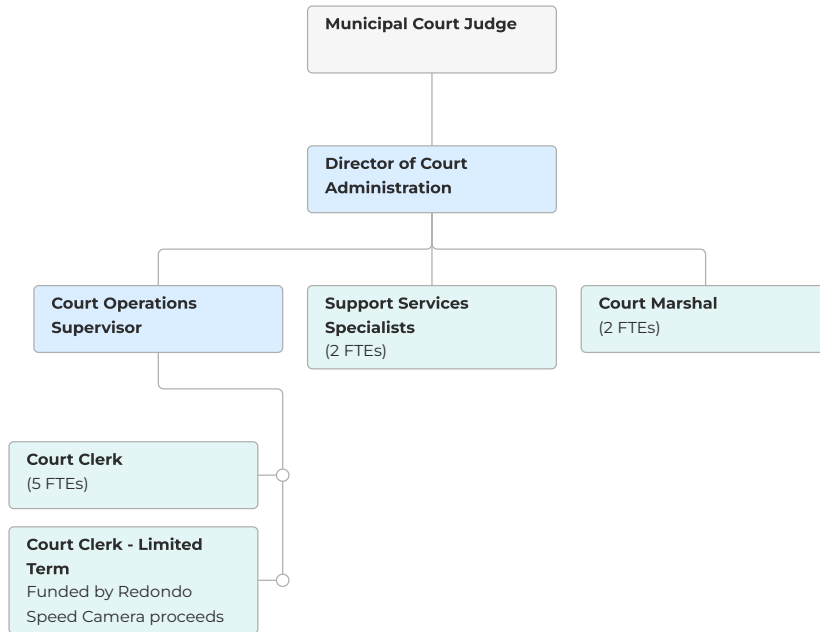 Municipal Court Judge
Director of Court
Administration
Court Operations
Supervisor
Support Services
Specialists
(2 FTEs)
Court Marshal
(2 FTEs)
Court Clerk
(5 FTEs)
Court Clerk - Limited
Term
Funded by Redondo
Speed Camera proceeds